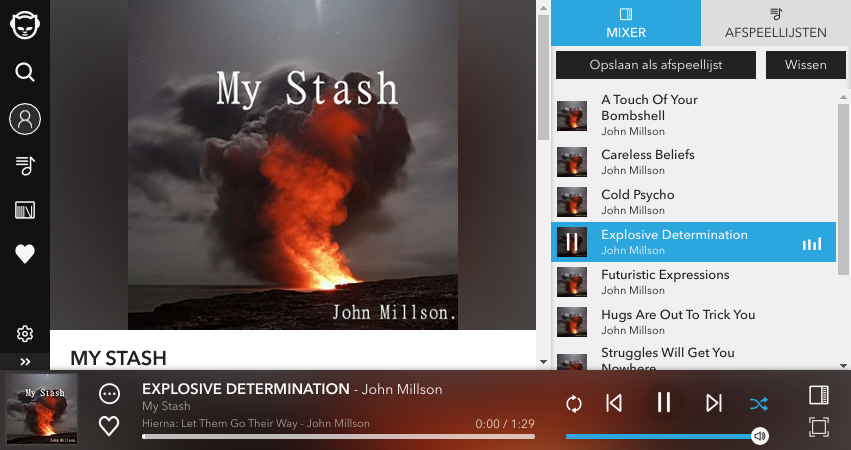 My Stash
John Millson.
MY STASH
MIXER
AFSPEELLIJSTEN
Opslaan als afspeellijst
Wissen
A Touch Of Your
Bombshell
John Millson
Careless Beliefs
John Millson
Cold Psycho
John Millson
Explosive Determination
John Millson
Futuristic Expressions
John Millson
Hugs Are Out To Trick You
John Millson
Struggles Will Get You
Nowhere
My Stash
John Millson.
EXPLOSIVE DETERMINATION - John Millson
My Stash
Hierna: Let Them Go Their Way - John Millson
0:00 / 1:29